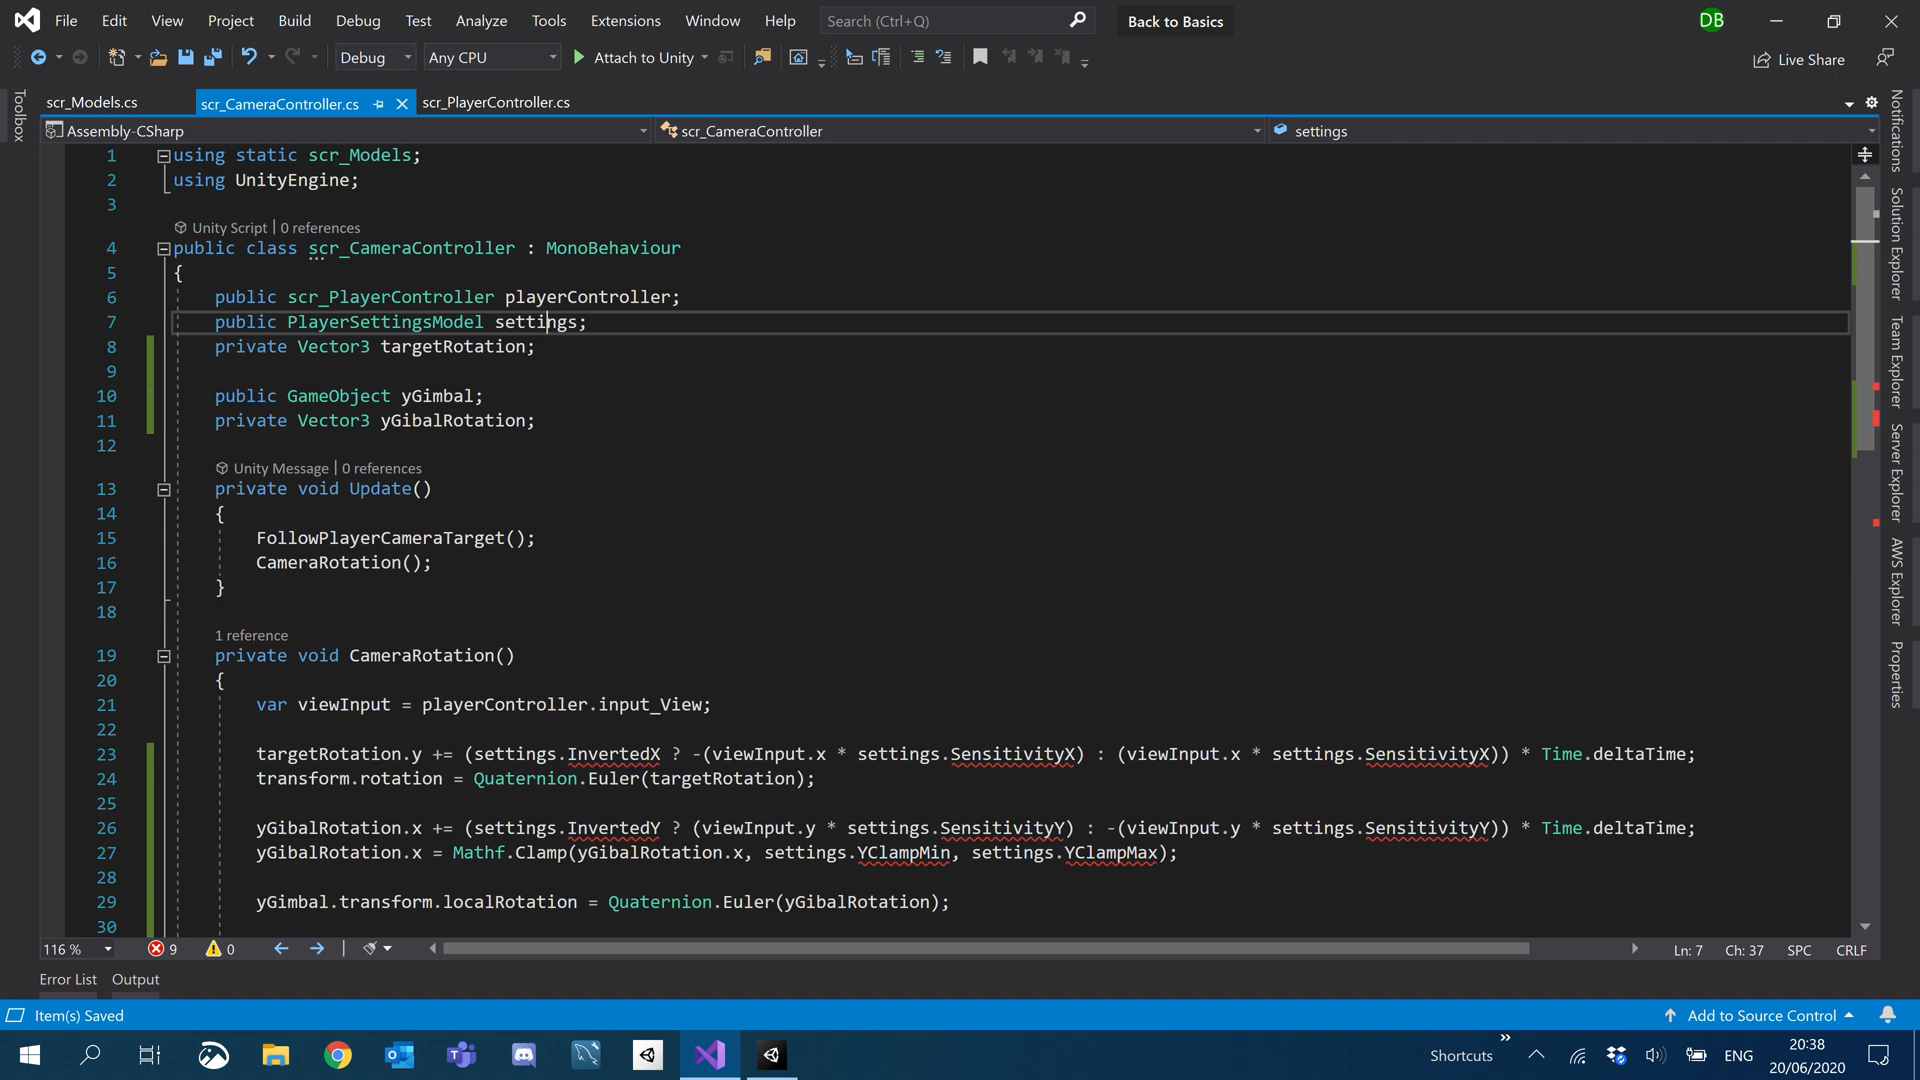 File Edit View Project Build Debug Test Analyze Tools Extensions Window Help Search (Ctrl+Q) Back to Basics DB
Debug Any CPU Attach to Unity Live Share
scr_Models.cs scr_CameraController.cs scr_PlayerController.cs
Assembly-CSharp scr_CameraController settings
Toolbox
1 using static scr_Models;
2 using UnityEngine;
3
Unity Script | 0 references
4 public class scr_CameraController : MonoBehaviour
5 {
6 public scr_PlayerController playerController;
7 public PlayerSettingsModel settings;
8 private Vector3 targetRotation;
9
10 public GameObject yGimbal;
11 private Vector3 yGibalRotation;
12
Unity Message | 0 references
13 private void Update()
14 {
15 FollowPlayerCameraTarget();
16 CameraRotation();
17 }
18
1 reference
19 private void CameraRotation()
20 {
21 var viewInput = playerController.input_View;
22
23 targetRotation.y += (settings.InvertedX ? -(viewInput.x * settings.SensitivityX) : (viewInput.x * settings.SensitivityX)) * Time.deltaTime;
24 transform.rotation = Quaternion.Euler(targetRotation);
25
26 yGibalRotation.x += (settings.InvertedY ? (viewInput.y * settings.SensitivityY) : -(viewInput.y * settings.SensitivityY)) * Time.deltaTime;
27 yGibalRotation.x = Mathf.Clamp(yGibalRotation.x, settings.YClampMin, settings.YClampMax);
28
29 yGimbal.transform.localRotation = Quaternion.Euler(yGibalRotation);
30
Notifications
Solution Explorer
Team Explorer
Server Explorer
AWS Explorer
Properties
116 % 9 0 Ln: 7 Ch: 37 SPC CRLF
Error List Output
Item(s) Saved Add to Source Control
Shortcuts ENG 20:38
20/06/2020